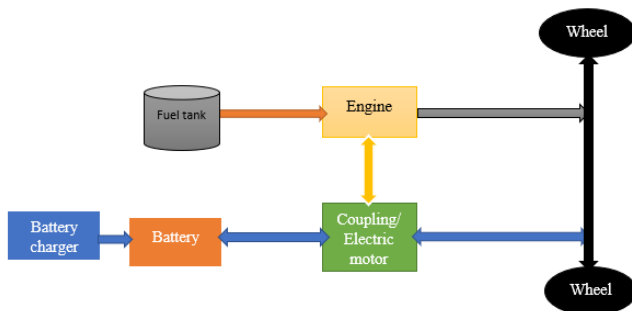 Wheel
Fuel tank
Engine
Battery
charger
Battery
Coupling/
Electric
motor
Wheel